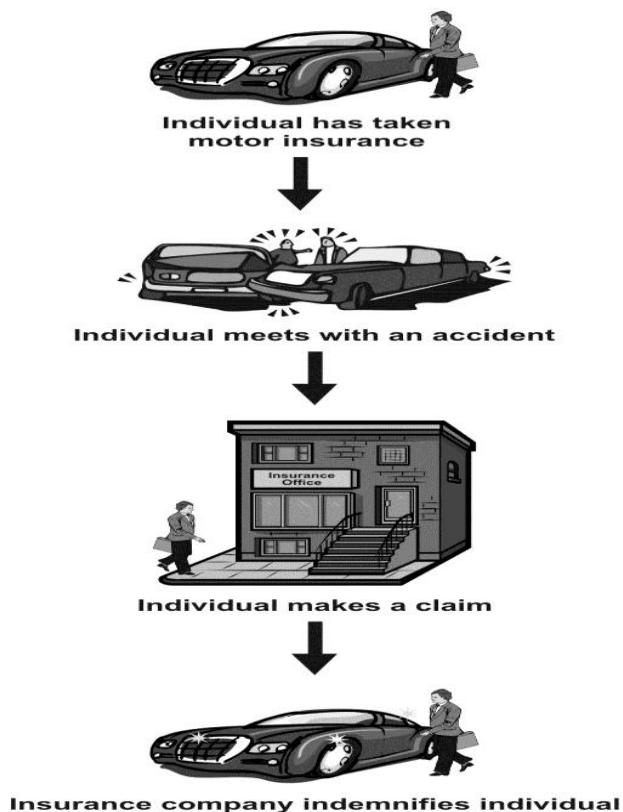 Individual has taken
motor insurance
Individual meets with an accident
Insurance
Office
Individual makes a claim
Insurance company indemnifies individual